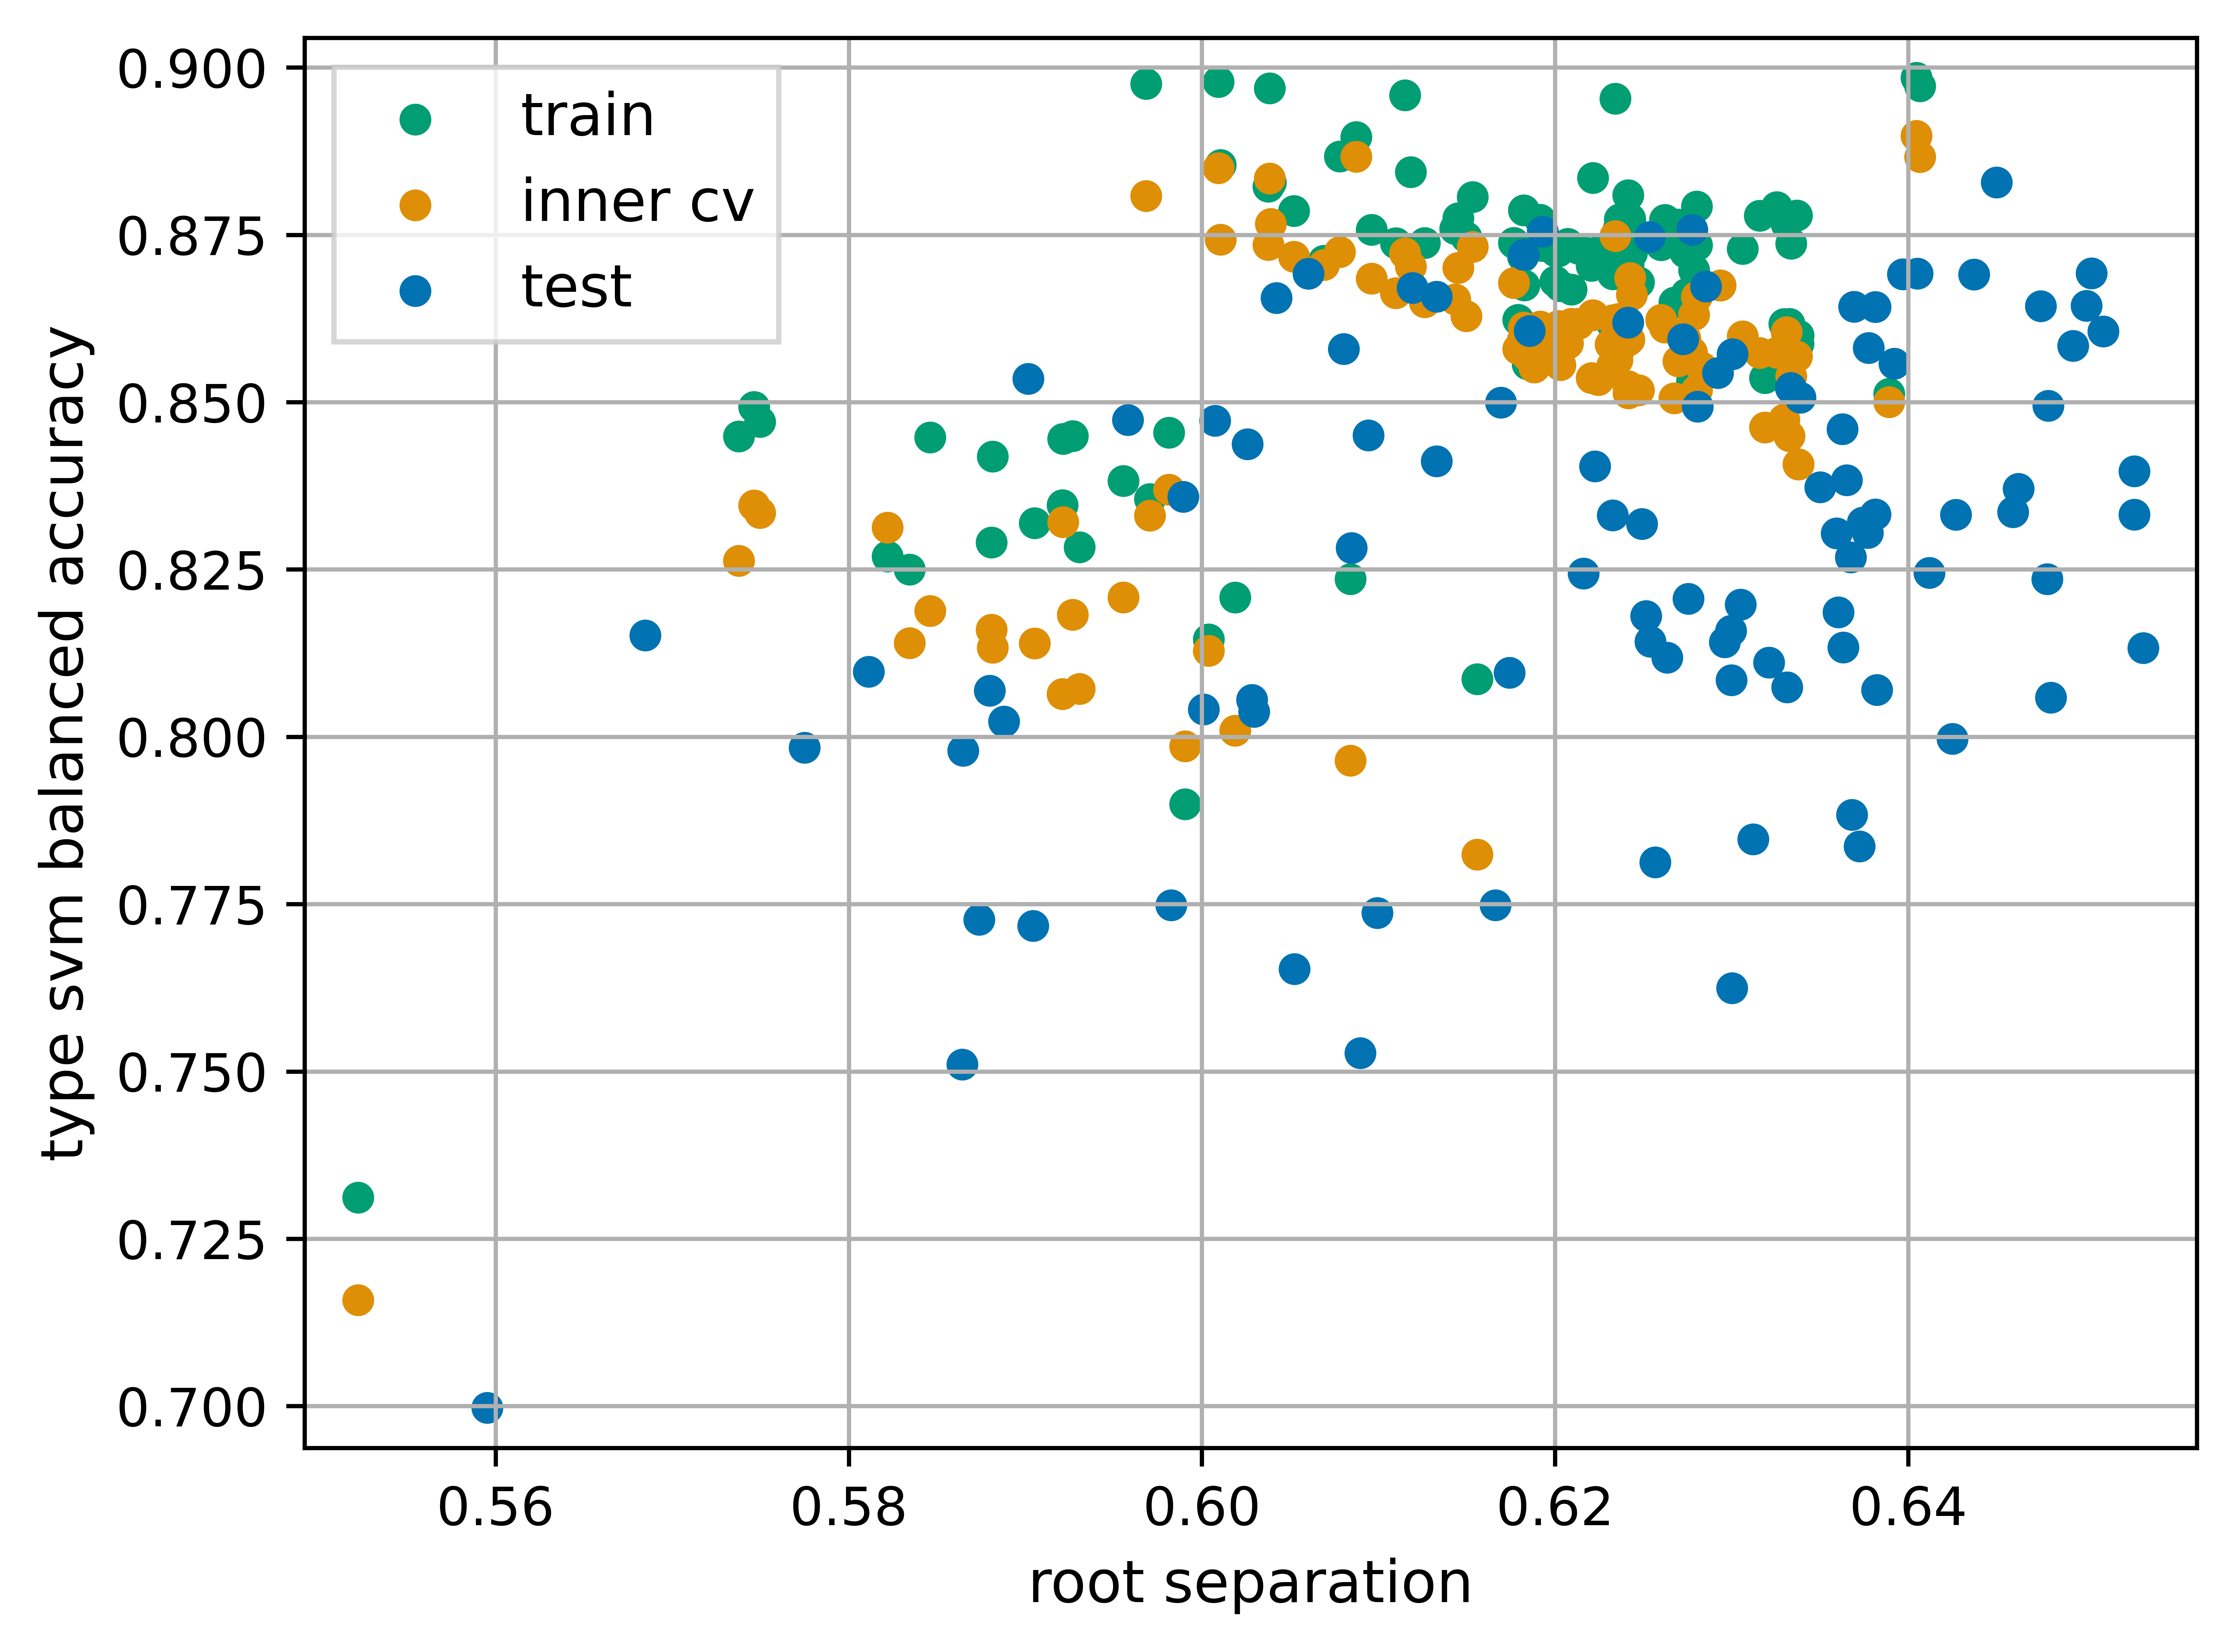 train
inner cv
test
type svm balanced accuracy
0.900
0.875
0.850
0.825
0.800
0.775
0.750
0.725
0.700
0.56
0.58
0.60
0.62
0.64
root separation